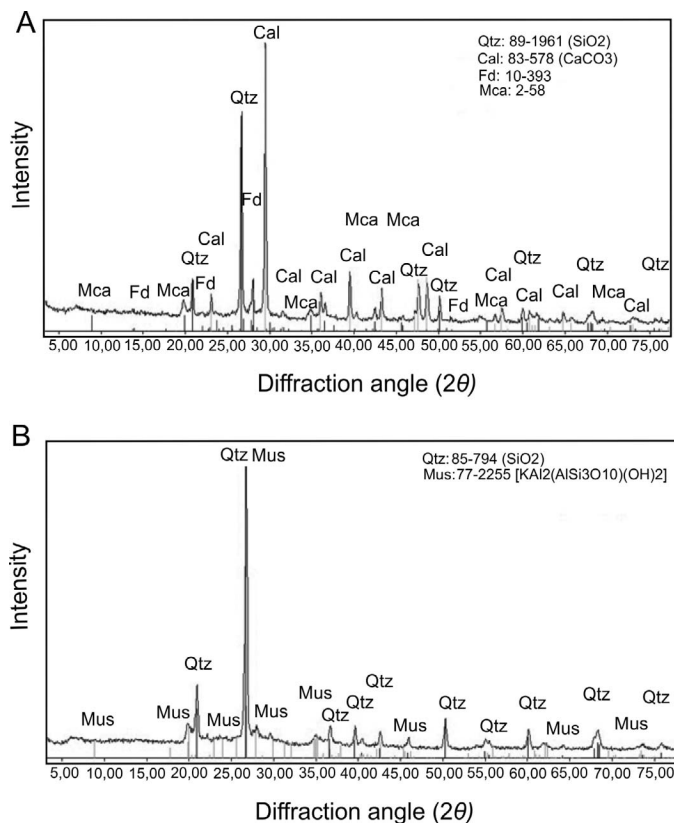 A
Cal
Qtz: 89-1961 (SiO2)
Cal: 83-578 (CaCO3)
Fd: 10-393
Mca: 2-58
Qtz
Fd
Mca Mca
Cal
Qtz
Cal
Cal
Qtz
Cal
Qtz
Qtz
Qtz
Mca
Fd
Mca
Fd
Cal
Mca
Cal
Cal
Qtz
Fd
Cal
Mca
Cal
Cal
Mca
Cal
Intensity
5,00 10,00 15,00 20,00 25,00 30,00 35,00 40,00 45,00 50,00 55,00 60,00 65,00 70,00 75,00
Diffraction angle (2θ)
B
Qtz Mus
Qtz: 85-794 (SiO2)
Mus:77-2255 [KAl2(AlSi3O10)(OH)2]
Intensity
Qtz
Mus
Mus
Mus
Mus
Mus
Qtz
Qtz
Qtz
Mus
Qtz
Qtz
Qtz
Mus
Qtz
Mus
Qtz
5,00 10,00 15,00 20,00 25,00 30,00 35,00 40,00 45,00 50,00 55,00 60,00 65,00 70,00 75,00
Diffraction angle (2θ)